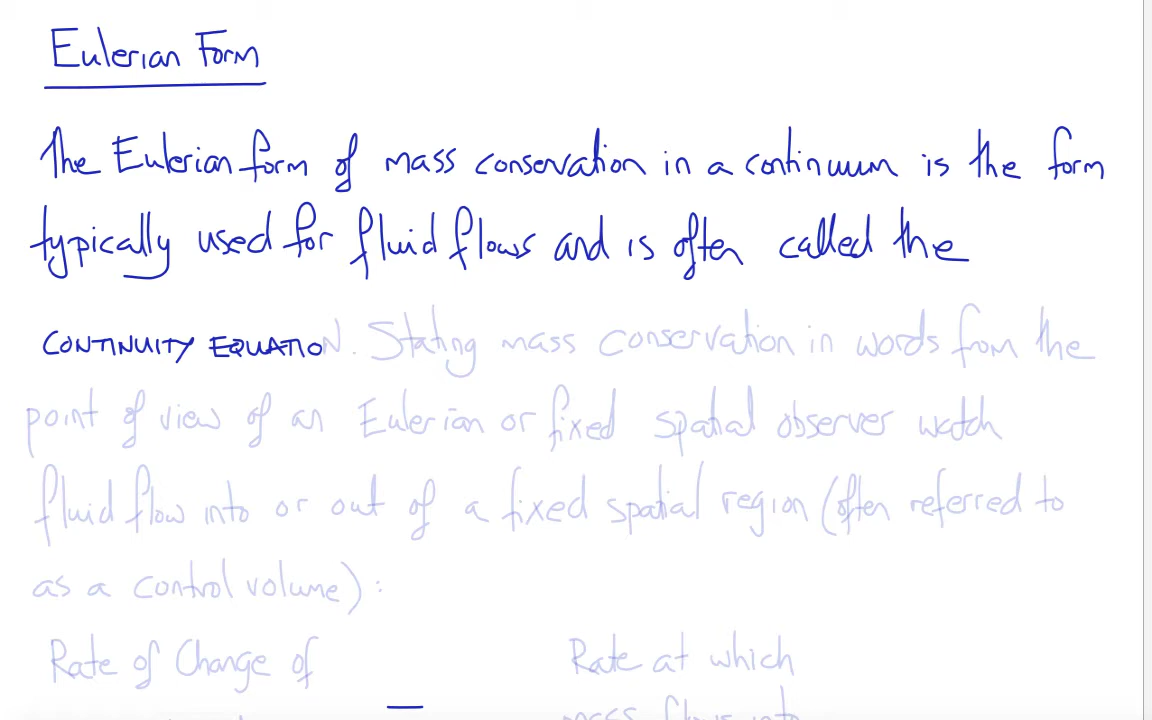 Eulerian Form
The Eulerian form of mass conservation in a continuum is the form
typically used for fluid flows and is often called the
CONTINUITY EQUATION. Stating mass conservation in words from the
point of view of an Eulerian or fixed spatial observer watch
fluid flow into or out of a fixed spatial region (often referred to
as a control volume):
Rate of Change of Rate at which
mass flows into